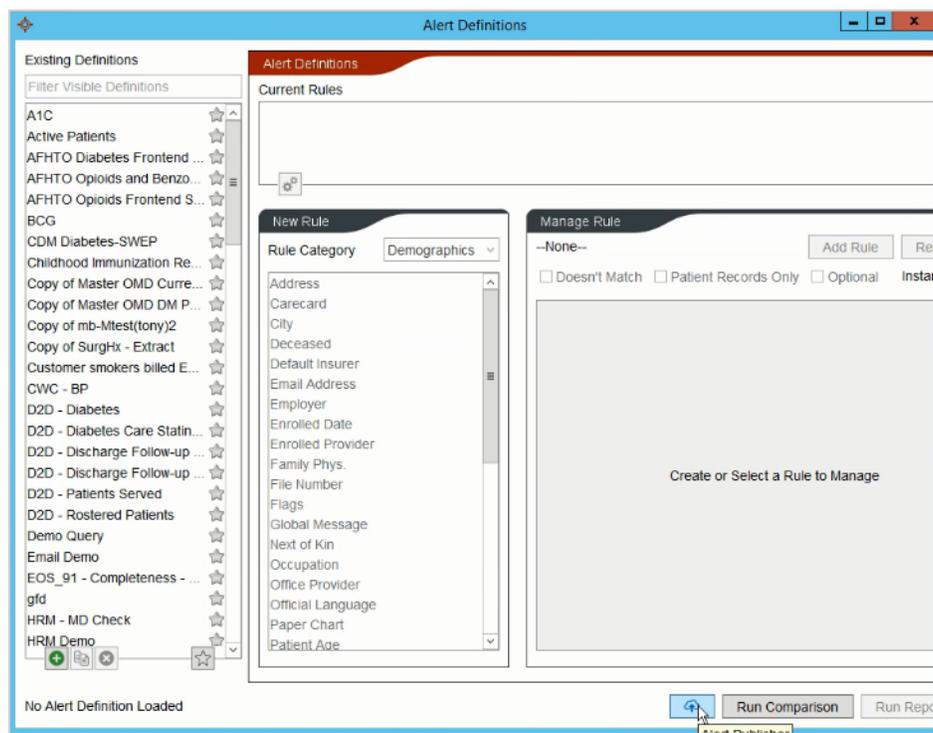 Alert Definitions
Existing Definitions
Filter Visible Definitions
A1C
Active Patients
AFHTO Diabetes Frontend ...
AFHTO Opioids and Benzo...
AFHTO Opioids Frontend S...
BCG
CDM Diabetes-SWEP
Childhood Immunization Re...
Copy of Master OMD Curre...
Copy of Master OMD DM P...
Copy of mb-Mtest(tony)2
Copy of SurgHx - Extract
Customer smokers billed E...
CWC - BP
D2D - Diabetes
D2D - Diabetes Care Statin...
D2D - Discharge Follow-up ...
D2D - Discharge Follow-up ...
D2D - Patients Served
D2D - Rostered Patients
Demo Query
Email Demo
EOS_91 - Completeness - ...
gfd
HRM - MD Check
HRM Demo
No Alert Definition Loaded
Alert Definitions
Current Rules
New Rule
Rule Category Demographics
Address
Carecard
City
Deceased
Default Insurer
Email Address
Employer
Enrolled Date
Enrolled Provider
Family Phys.
File Number
Flags
Global Message
Next of Kin
Occupation
Office Provider
Official Language
Paper Chart
Patient Age
Manage Rule
--None-- Add Rule Re
Doesn't Match Patient Records Only Optional Instan
Create or Select a Rule to Manage
Run Comparison Run Repo
Alert Publisher